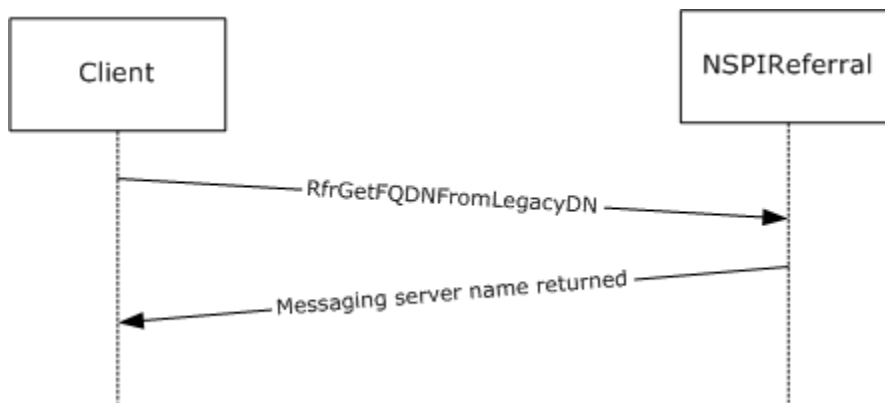 Client
NSPIReferral
RfrGetFQDNFromLegacyDN
Messaging server name returned